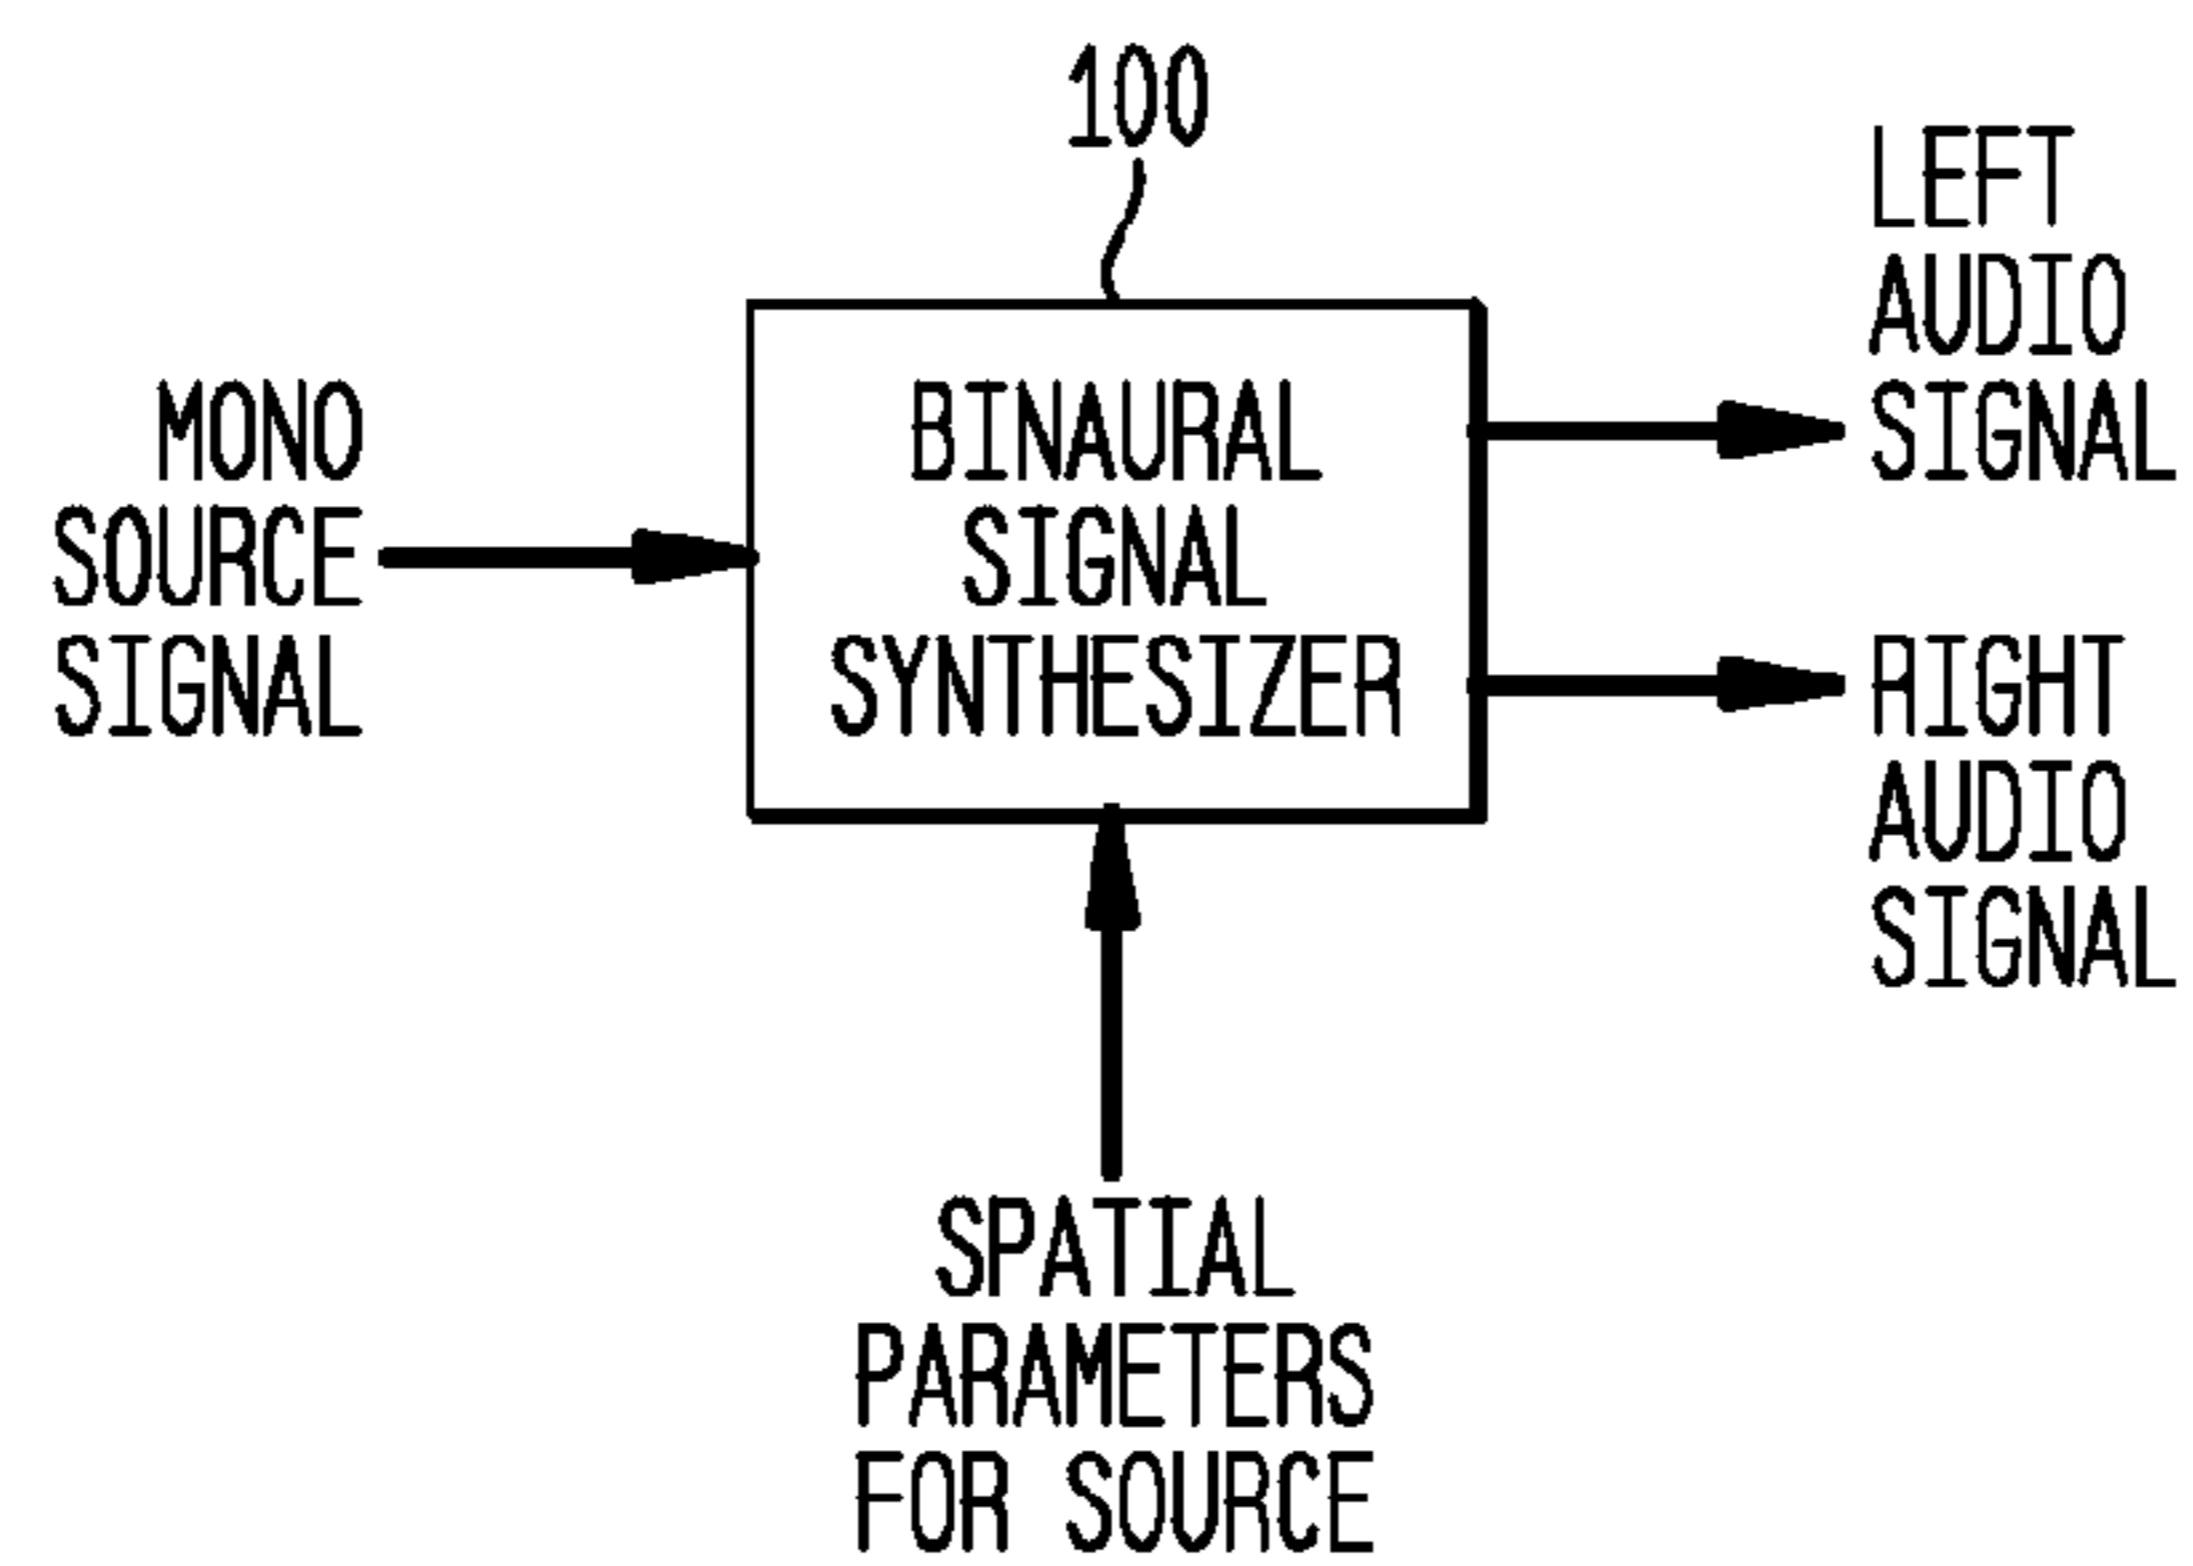 100
LEFT
AUDIO
SIGNAL
MONO
SOURCE
SIGNAL
BINAURAL
SIGNAL
SYNTHESIZER
RIGHT
AUDIO
SIGNAL
SPATIAL
PARAMETERS
FOR SOURCE